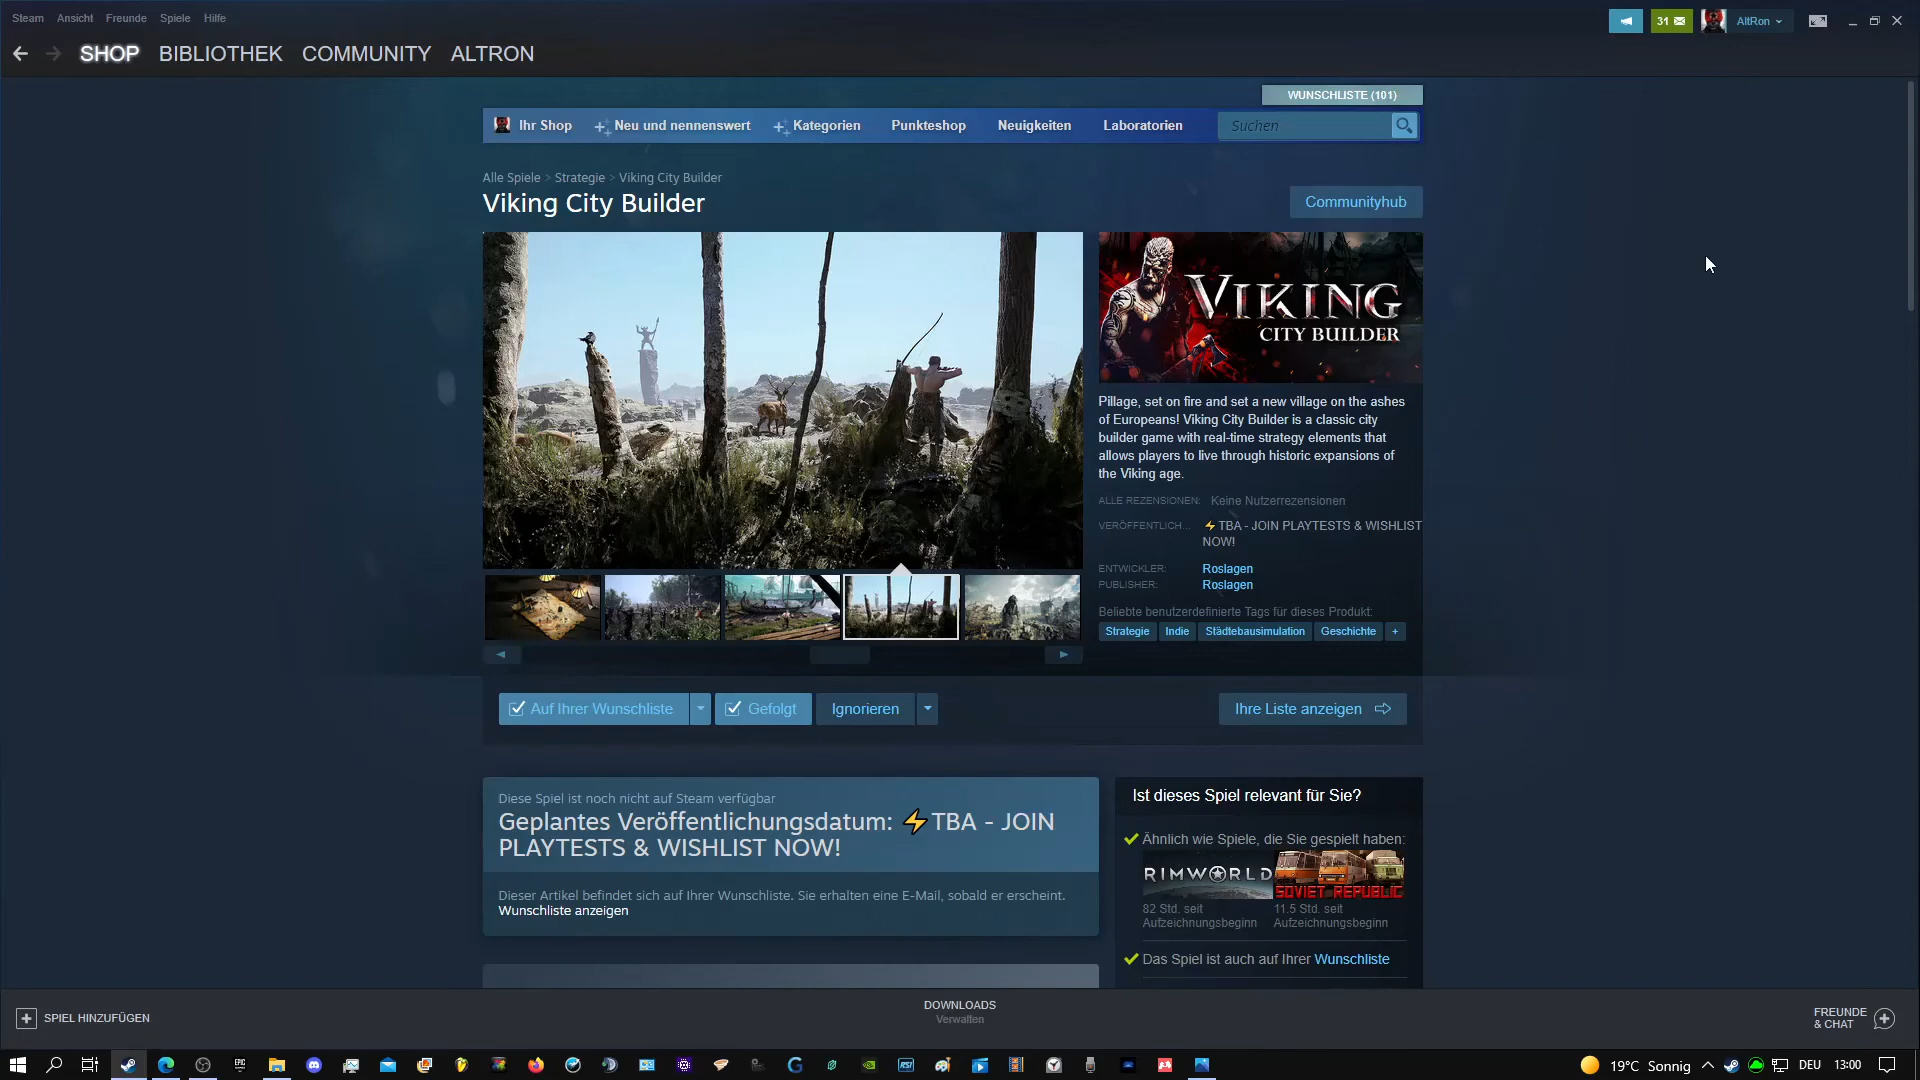 Steam Ansicht Freunde Spiele Hilfe
31
AltRon
SHOP BIBLIOTHEK COMMUNITY ALTRON
WUNSCHLISTE (101)
Ihr Shop Neu und nennenswert Kategorien Punkteshop Neuigkeiten Laboratorien Suchen
Alle Spiele > Strategie > Viking City Builder
Viking City Builder
Communityhub
VIKING
CITY BUILDER
Pillage, set on fire and set a new village on the ashes
of Europeans! Viking City Builder is a classic city
builder game with real-time strategy elements that
allows players to live through historic expansions of
the Viking age.
ALLE REZENSIONEN: Keine Nutzerrezensionen
VERÖFFENTLICH... ⚡TBA - JOIN PLAYTESTS & WISHLIST
NOW!
ENTWICKLER: Roslagen
PUBLISHER: Roslagen
Beliebte benutzerdefinierte Tags für dieses Produkt:
Strategie Indie Städtebausimulation Geschichte +
Auf Ihrer Wunschliste Gefolgt Ignorieren Ihre Liste anzeigen
Diese Spiel ist noch nicht auf Steam verfügbar
Geplantes Veröffentlichungsdatum: ⚡TBA - JOIN
PLAYTESTS & WISHLIST NOW!
Dieser Artikel befindet sich auf Ihrer Wunschliste. Sie erhalten eine E-Mail, sobald er erscheint.
Wunschliste anzeigen
Ist dieses Spiel relevant für Sie?
Ähnlich wie Spiele, die Sie gespielt haben:
RIMWORLD SOVIET REPUBLIC
82 Std. seit 11.5 Std. seit
Aufzeichnungsbeginn Aufzeichnungsbeginn
Das Spiel ist auch auf Ihrer Wunschliste
SPIEL HINZUFÜGEN
DOWNLOADS
Verwalten
FREUNDE
& CHAT
EPIC
RSI
19°C Sonnig DEU 13:00